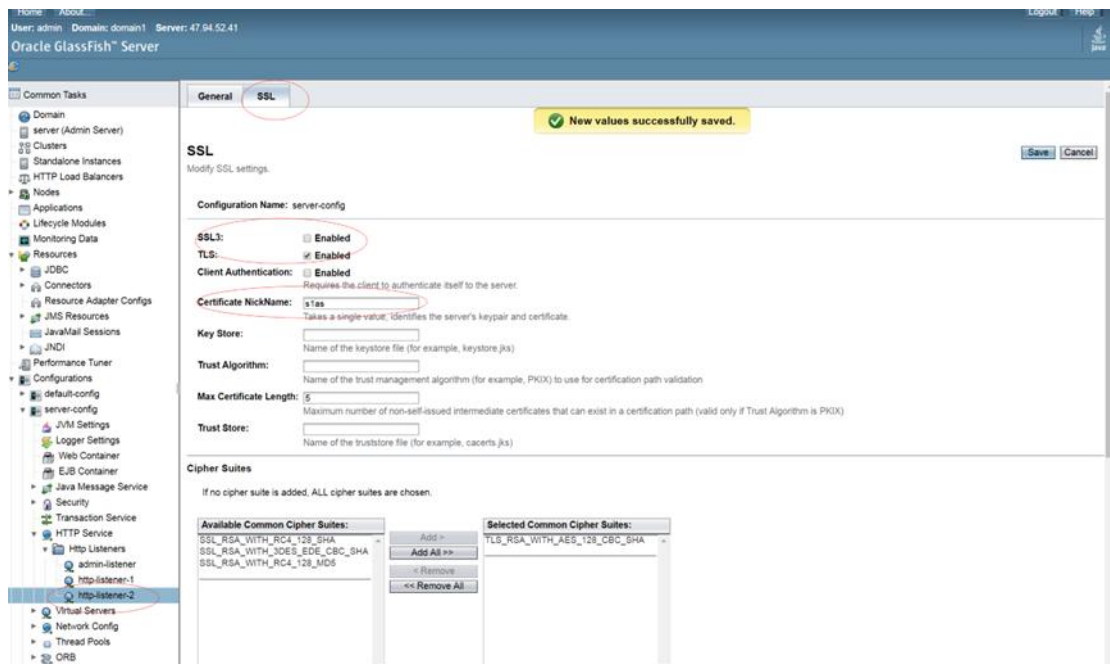 Home About...
Logout Help
User: admin Domain: domain1 Server: 47.94.52.41
Oracle GlassFish™ Server
Java
Common Tasks
Domain
server (Admin Server)
Clusters
Standalone Instances
HTTP Load Balancers
Nodes
Applications
Lifecycle Modules
Monitoring Data
Resources
JDBC
Connectors
Resource Adapter Configs
JMS Resources
JavaMail Sessions
JNDI
Performance Tuner
Configurations
default-config
server-config
JVM Settings
Logger Settings
Web Container
EJB Container
Java Message Service
Security
Transaction Service
HTTP Service
Http Listeners
admin-listener
http-listener-1
http-listener-2
Virtual Servers
Network Config
Thread Pools
ORB
General SSL
New values successfully saved.
SSL
Save Cancel
Modify SSL settings.
Configuration Name: server-config
SSL3: Enabled
TLS: Enabled
Client Authentication: Enabled
Requires the client to authenticate itself to the server.
Certificate NickName: s1as
Takes a single value, identifies the server's keypair and certificate.
Key Store:
Name of the keystore file (for example, keystore.jks)
Trust Algorithm:
Name of the trust management algorithm (for example, PKIX) to use for certification path validation
Max Certificate Length: 5
Maximum number of non-self-issued intermediate certificates that can exist in a certification path (valid only if Trust Algorithm is PKIX)
Trust Store:
Name of the truststore file (for example, cacerts.jks)
Cipher Suites
If no cipher suite is added, ALL cipher suites are chosen.
Available Common Cipher Suites:
SSL_RSA_WITH_RC4_128_SHA
SSL_RSA_WITH_3DES_EDE_CBC_SHA
SSL_RSA_WITH_RC4_128_MD5
Add >
Add All >>
< Remove
<< Remove All
Selected Common Cipher Suites:
TLS_RSA_WITH_AES_128_CBC_SHA